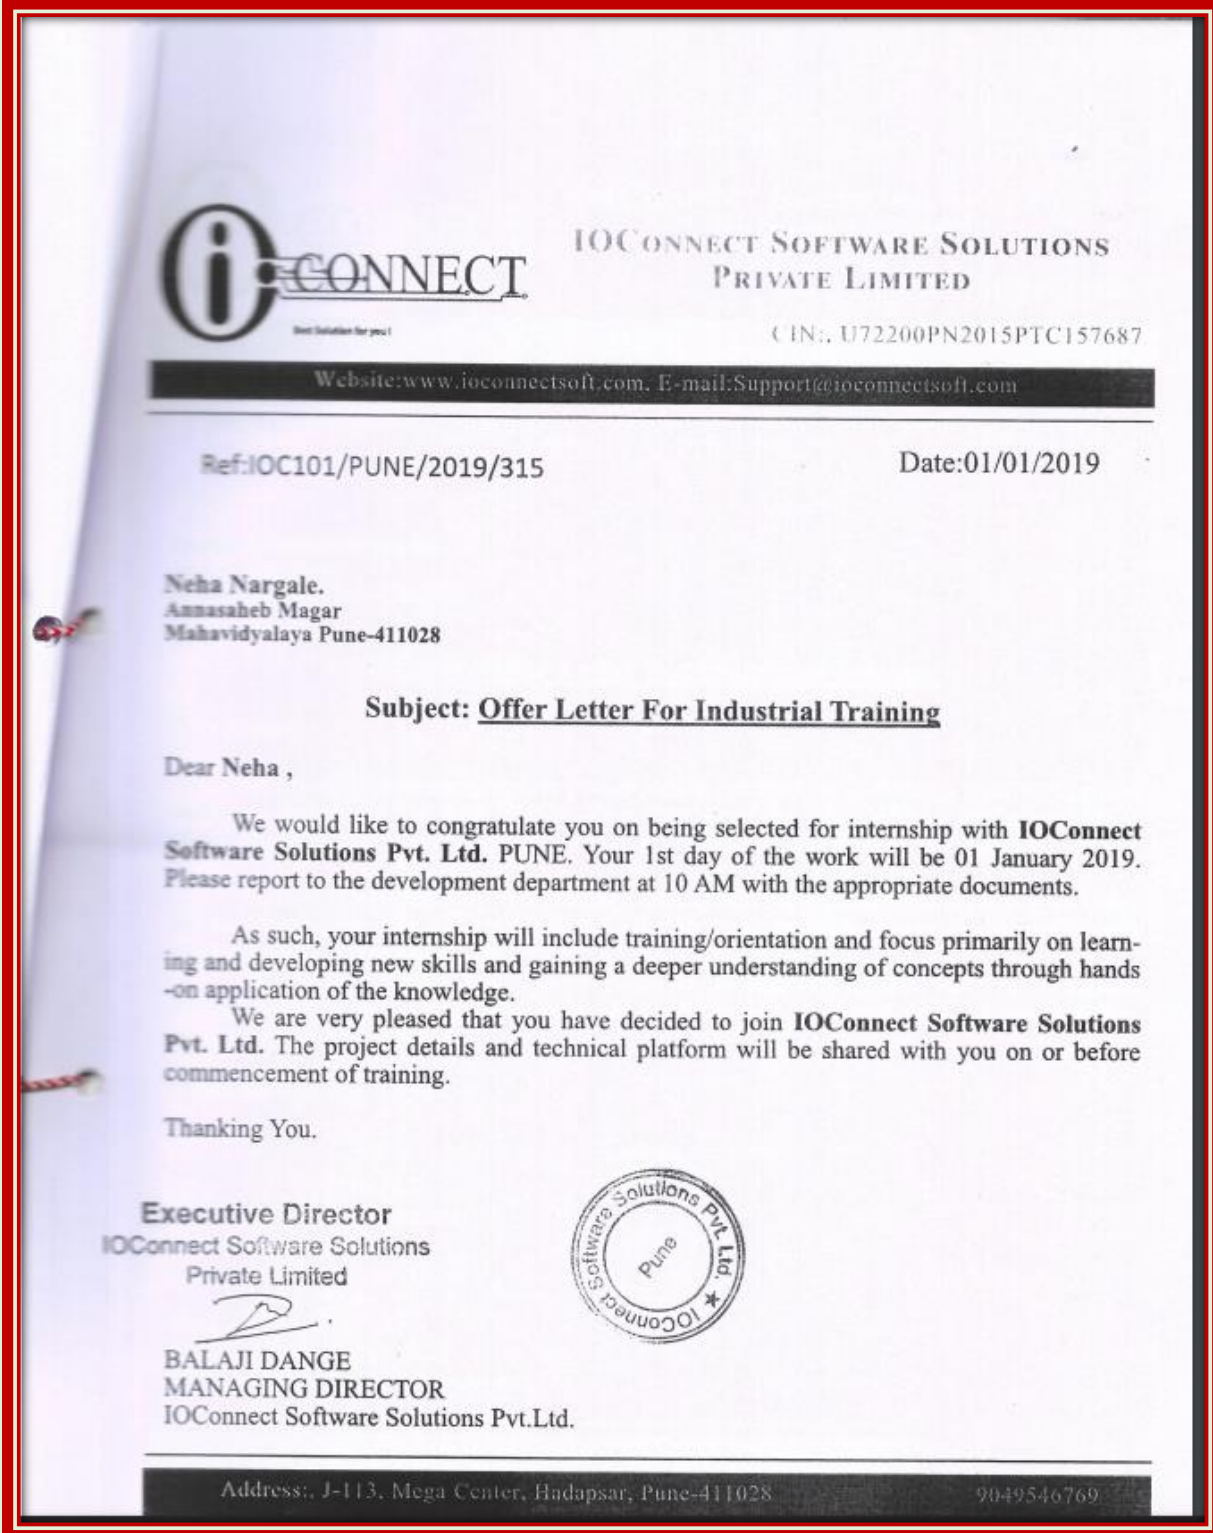 iCONNECT
Best Solution for you !
IOCONNECT SOFTWARE SOLUTIONS
PRIVATE LIMITED
CIN:. U72200PN2015PTC157687
Website:www.ioconnectsoft.com. E-mail:Support@ioconnectsoft.com
Ref:IOC101/PUNE/2019/315
Date:01/01/2019
Neha Nargale.
Annasaheb Magar
Mahavidyalaya Pune-411028
Subject: Offer Letter For Industrial Training
Dear Neha ,
We would like to congratulate you on being selected for internship with IOConnect
Software Solutions Pvt. Ltd. PUNE. Your 1st day of the work will be 01 January 2019.
Please report to the development department at 10 AM with the appropriate documents.
As such, your internship will include training/orientation and focus primarily on learn-
ing and developing new skills and gaining a deeper understanding of concepts through hands
-on application of the knowledge.
We are very pleased that you have decided to join IOConnect Software Solutions
Pvt. Ltd. The project details and technical platform will be shared with you on or before
commencement of training.
Thanking You.
Executive Director
IOConnect Software Solutions
Private Limited
IOConnect Software Solutions Pvt. Ltd. ★
Pune
BALAJI DANGE
MANAGING DIRECTOR
IOConnect Software Solutions Pvt.Ltd.
Address:. J-113, Mega Center, Hadapsar, Pune-411028
9049546769